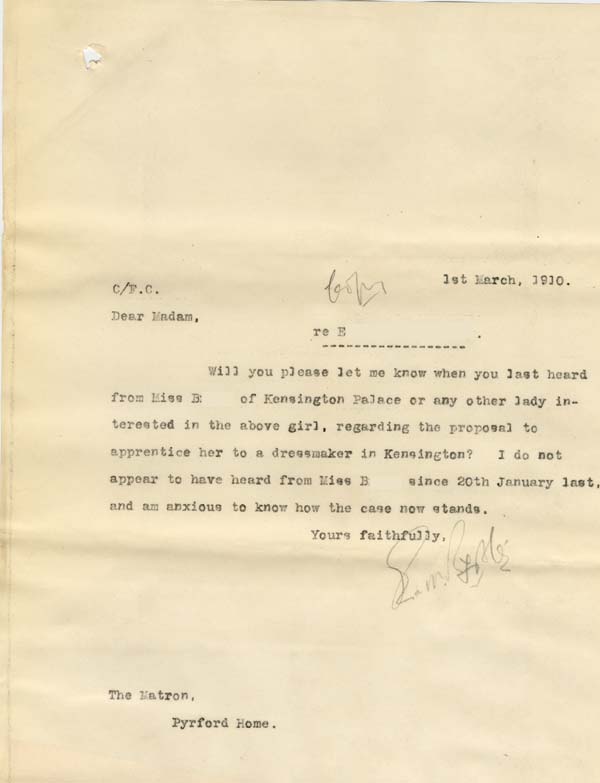 Copy
1st March, 1910.
C/F.C.
Dear Madam,
re E .
Will you please let me know when you last heard
from Miss B of Kensington Palace or any other lady in-
terested in the above girl, regarding the proposal to
apprentice her to a dressmaker in Kensington? I do not
appear to have heard from Miss B since 20th January last,
and am anxious to know how the case now stands.
Yours faithfully,
The Matron,
Pyrford Home.